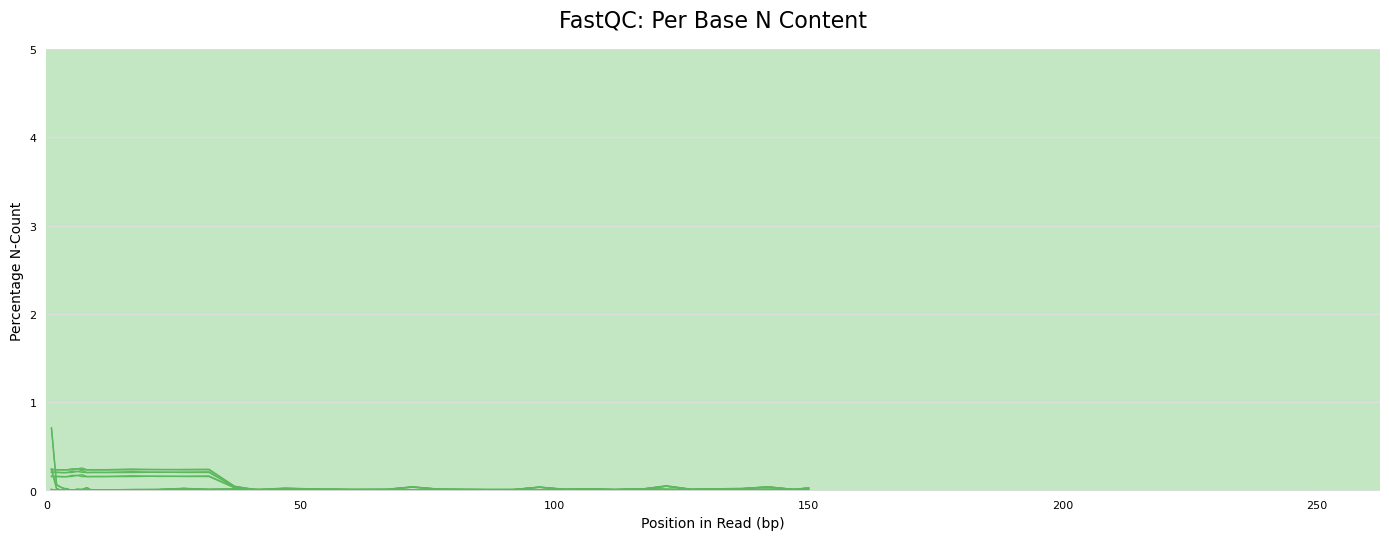 FastQC: Per Base N Content
Percentage N-Count
5
4
3
2
1
0
0 50 100 150 200 250
Position in Read (bp)